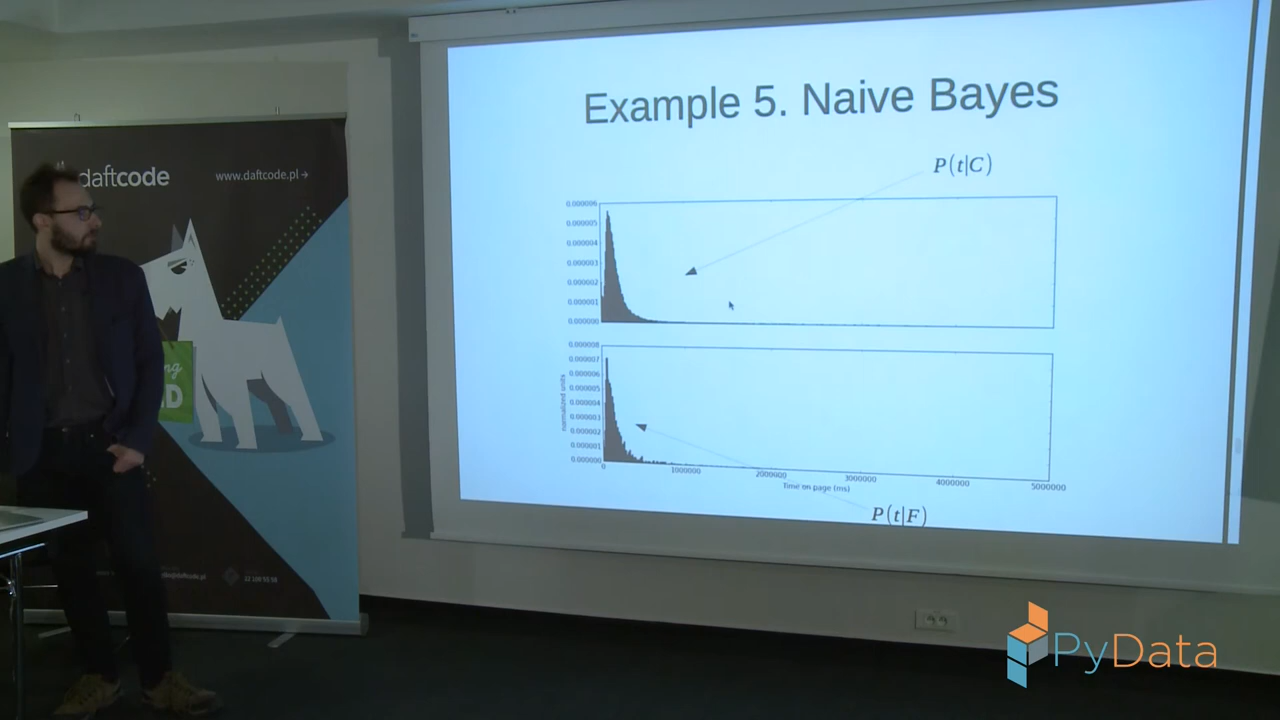 daftcode
www.daftcode.pl →
Example 5. Naive Bayes
P(t|C)
0.000006
0.000005
0.000004
0.000003
0.000002
0.000001
0.000000
0.000008
0.000007
0.000006
0.000005
0.000004
0.000003
0.000002
0.000001
0.000000
normalized units
0
1000000
2000000
3000000
4000000
5000000
Time on page (ms)
P(t|F)
PyData